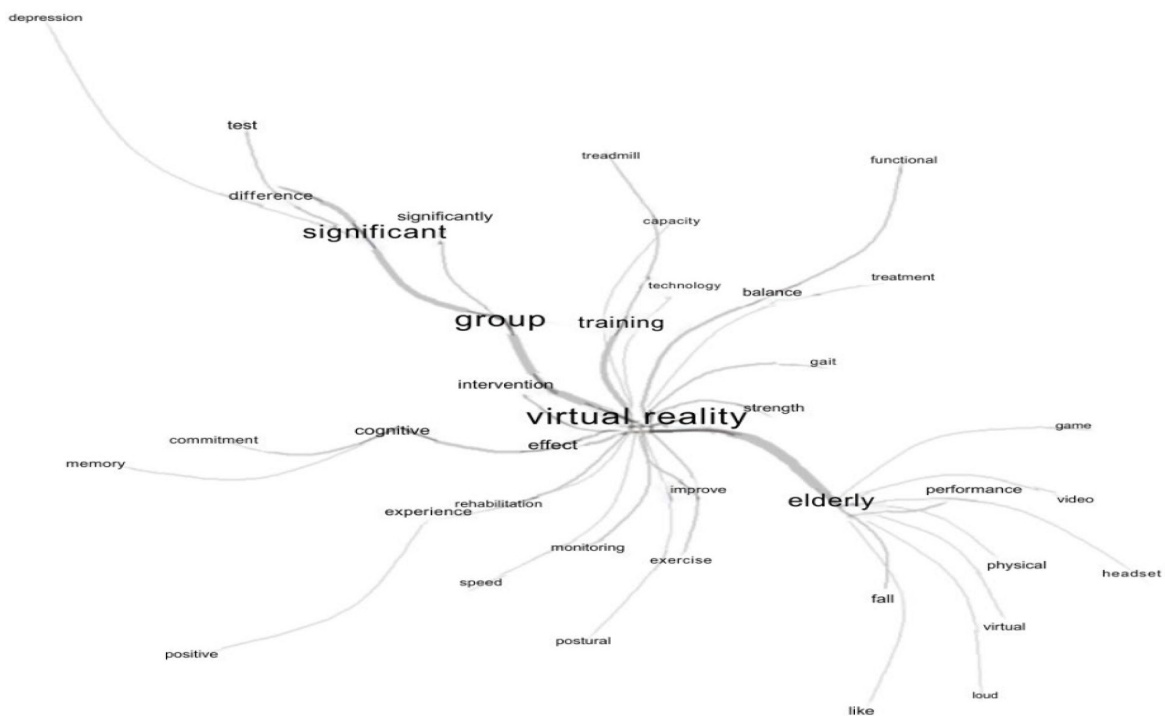 depression
test
treadmill
functional
difference
significantly
capacity
significant
treatment
technology
balance
group
training
gait
intervention
strength
virtual reality
game
cognitive
commitment
effect
memory
improve
performance
elderly
video
rehabilitation
experience
monitoring
exercise
physical
headset
speed
fall
virtual
postural
positive
loud
like